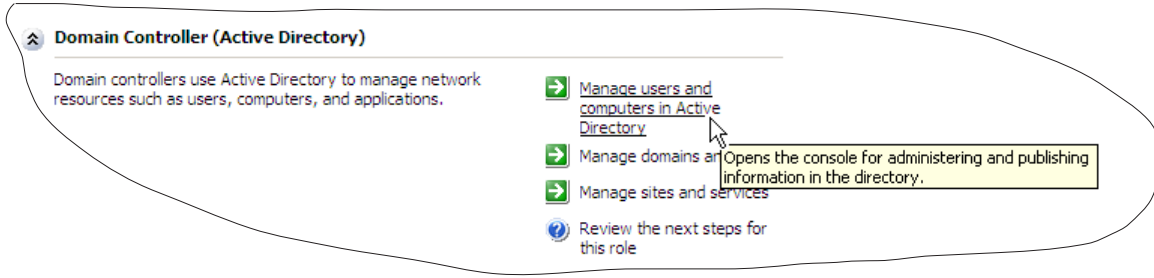 Domain Controller (Active Directory)
Domain controllers use Active Directory to manage network
resources such as users, computers, and applications.
Manage users and
computers in Active
Directory
Manage domains an
Opens the console for administering and publishing
information in the directory.
Manage sites and services
Review the next steps for
this role